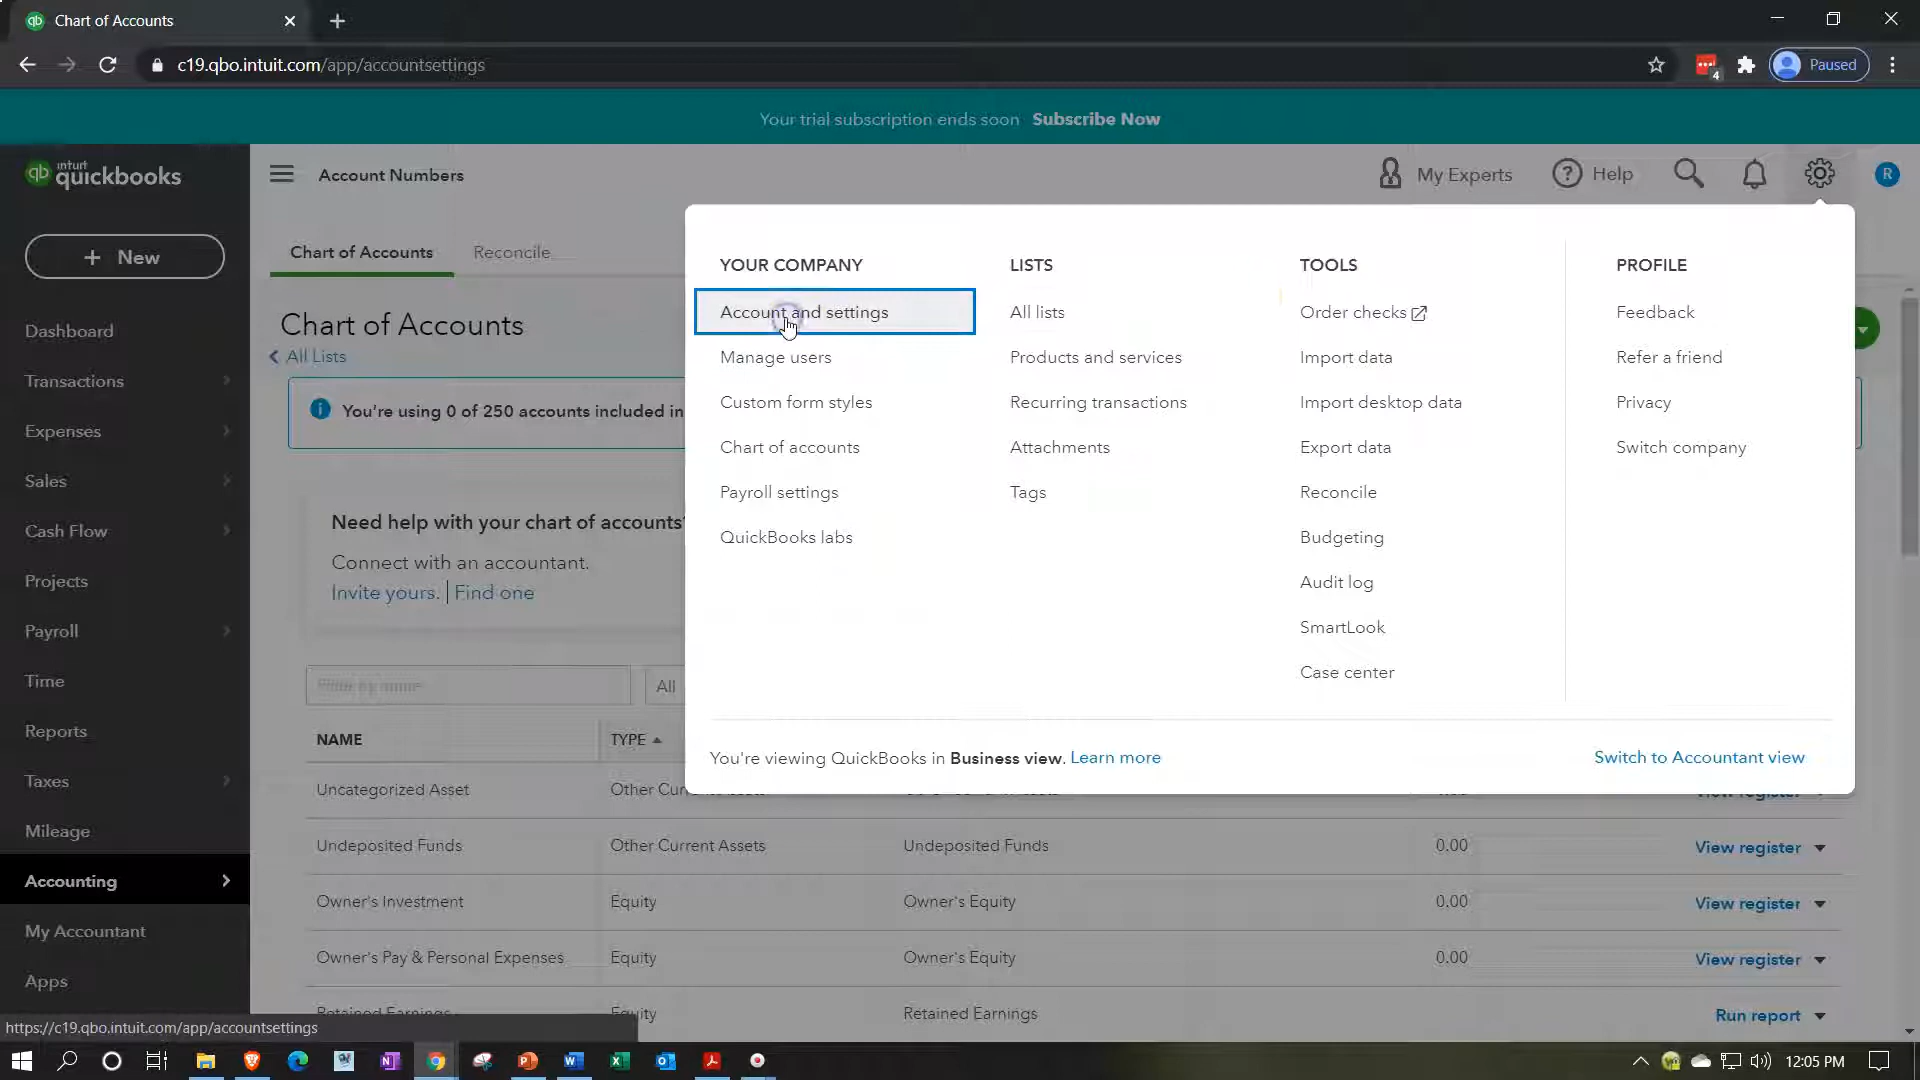 Chart of Accounts
c19.qbo.intuit.com/app/accountsettings
4
Paused
Your trial subscription ends soon Subscribe Now
qb intuit quickbooks
Account Numbers
My Experts
Help
R
+ New
Chart of Accounts
Reconcile
Dashboard
Transactions
Expenses
Sales
Cash Flow
Projects
Payroll
Time
Reports
Taxes
Mileage
Accounting
My Accountant
Apps
Chart of Accounts
All Lists
You're using 0 of 250 accounts included in
Need help with your chart of accounts?
Connect with an accountant.
Invite yours. Find one
All
YOUR COMPANY
Account and settings
Manage users
Custom form styles
Chart of accounts
Payroll settings
QuickBooks labs
LISTS
All lists
Products and services
Recurring transactions
Attachments
Tags
TOOLS
Order checks
Import data
Import desktop data
Export data
Reconcile
Budgeting
Audit log
SmartLook
Case center
PROFILE
Feedback
Refer a friend
Privacy
Switch company
You're viewing QuickBooks in Business view. Learn more
Switch to Accountant view
NAME TYPE
Uncategorized Asset
View register
Undeposited Funds Other Current Assets Undeposited Funds 0.00 View register
Owner's Investment Equity Owner's Equity 0.00 View register
Owner's Pay & Personal Expenses Equity Owner's Equity 0.00 View register
Retained Earnings Equity Retained Earnings Run report
https://c19.qbo.intuit.com/app/accountsettings
12:05 PM